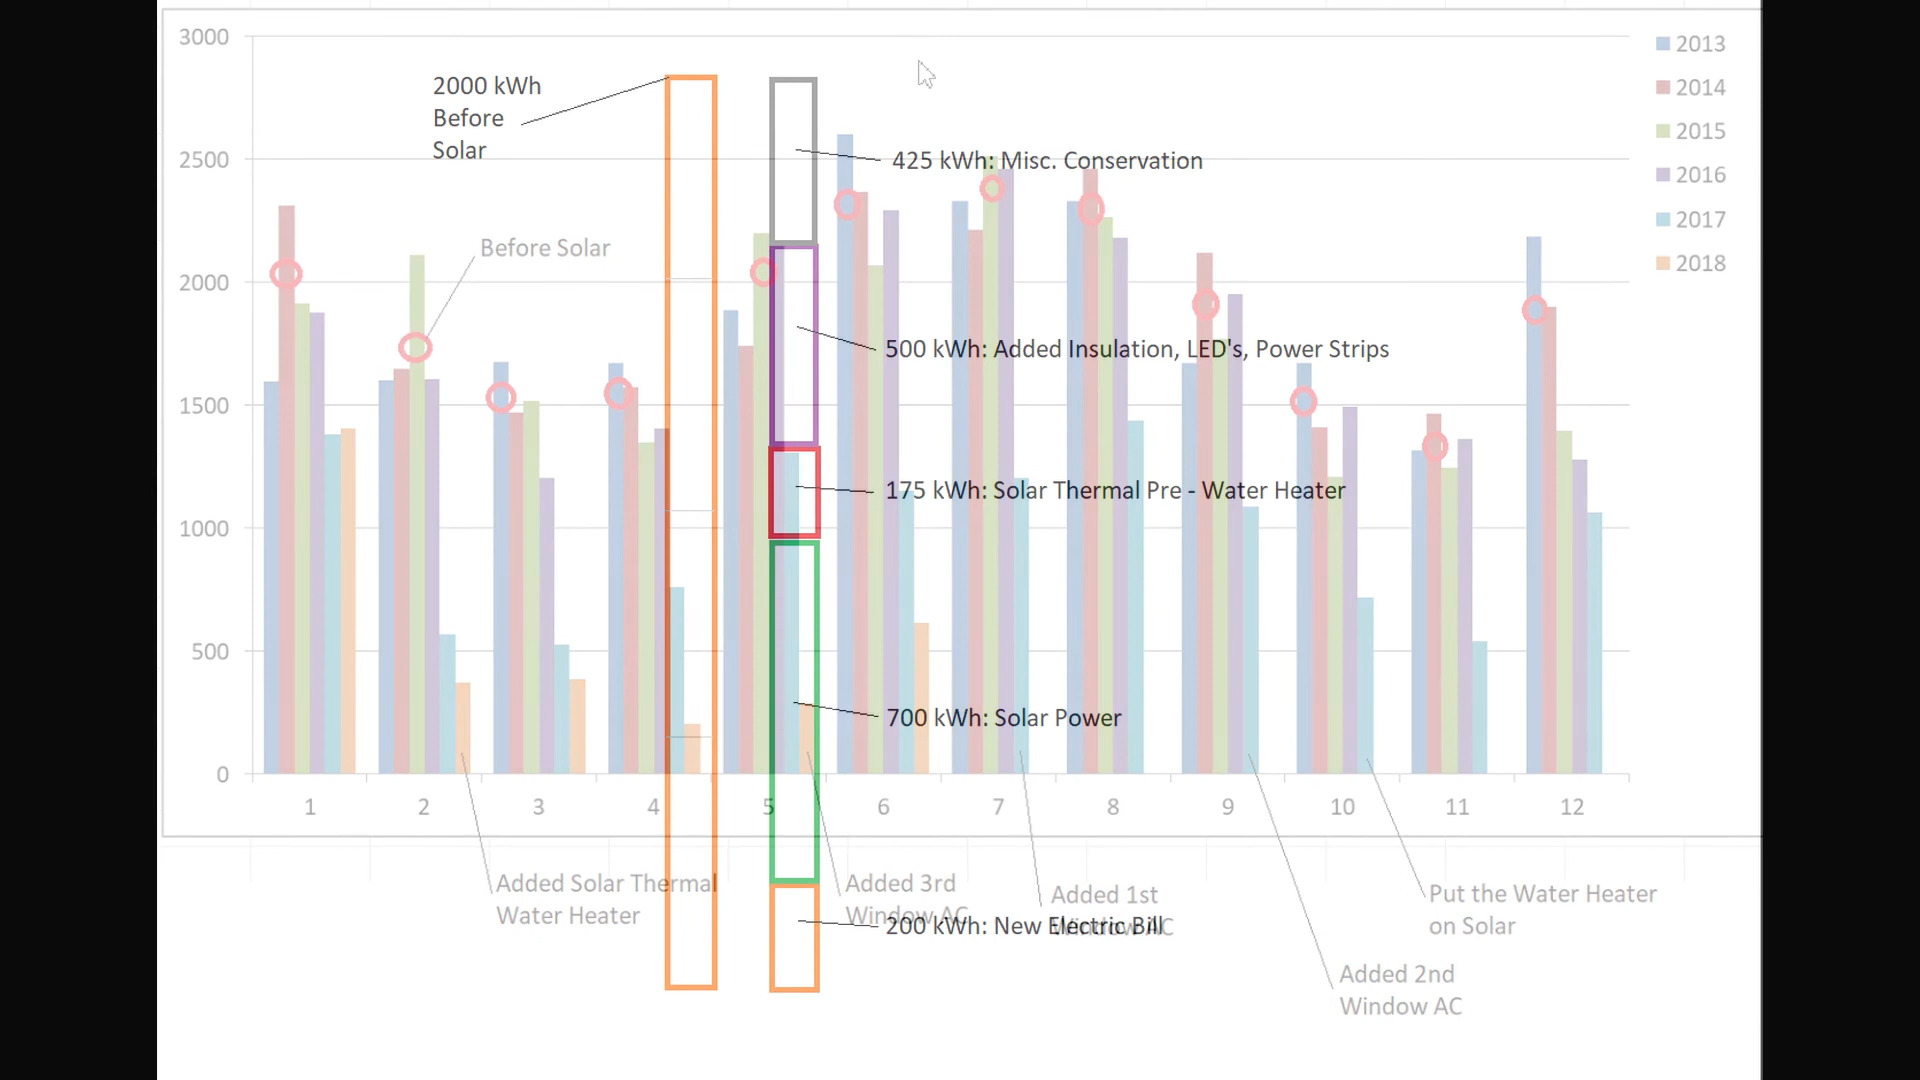 3000
2500
2000
1500
1000
500
0
2000 kWh
Before
Solar
Before Solar
425 kWh: Misc. Conservation
500 kWh: Added Insulation, LED's, Power Strips
175 kWh: Solar Thermal Pre - Water Heater
700 kWh: Solar Power
200 kWh: New Electric Bill
2013
2014
2015
2016
2017
2018
1 2 3 4 5 6 7 8 9 10 11 12
Added Solar Thermal
Water Heater
Added 3rd
Window AC
Added 1st
Window AC
Added 2nd
Window AC
Put the Water Heater
on Solar